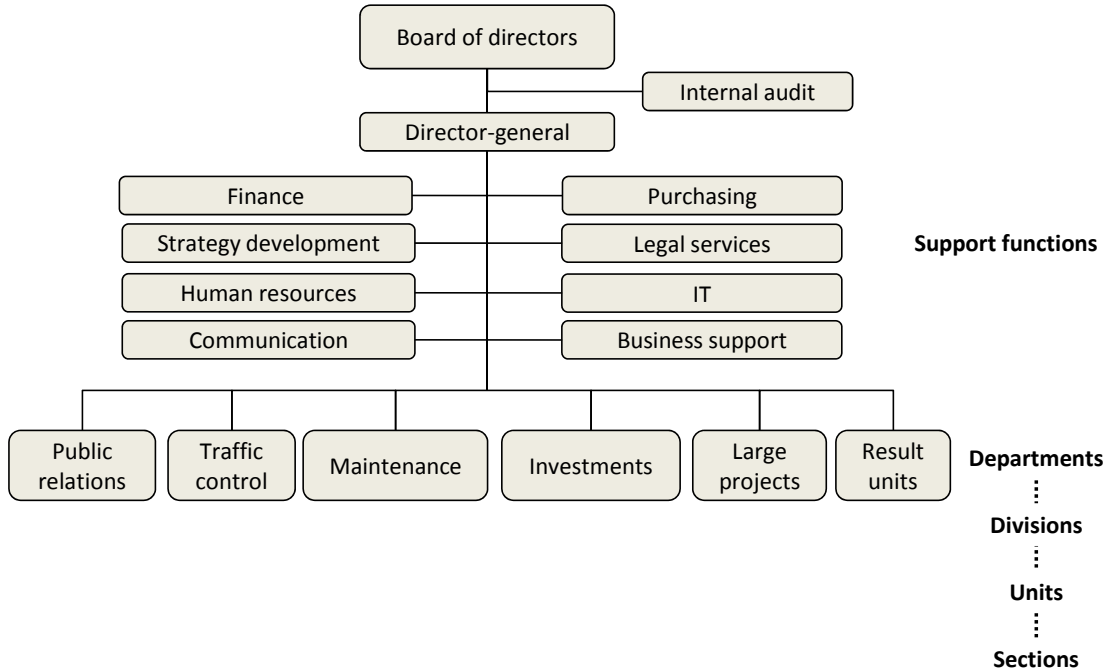 Board of directors
Internal audit
Director-general
Finance
Purchasing
Strategy development
Legal services
Support functions
Human resources
IT
Communication
Business support
Public
relations
Traffic
control
Maintenance
Investments
Large
projects
Result
units
Departments
Divisions
Units
Sections